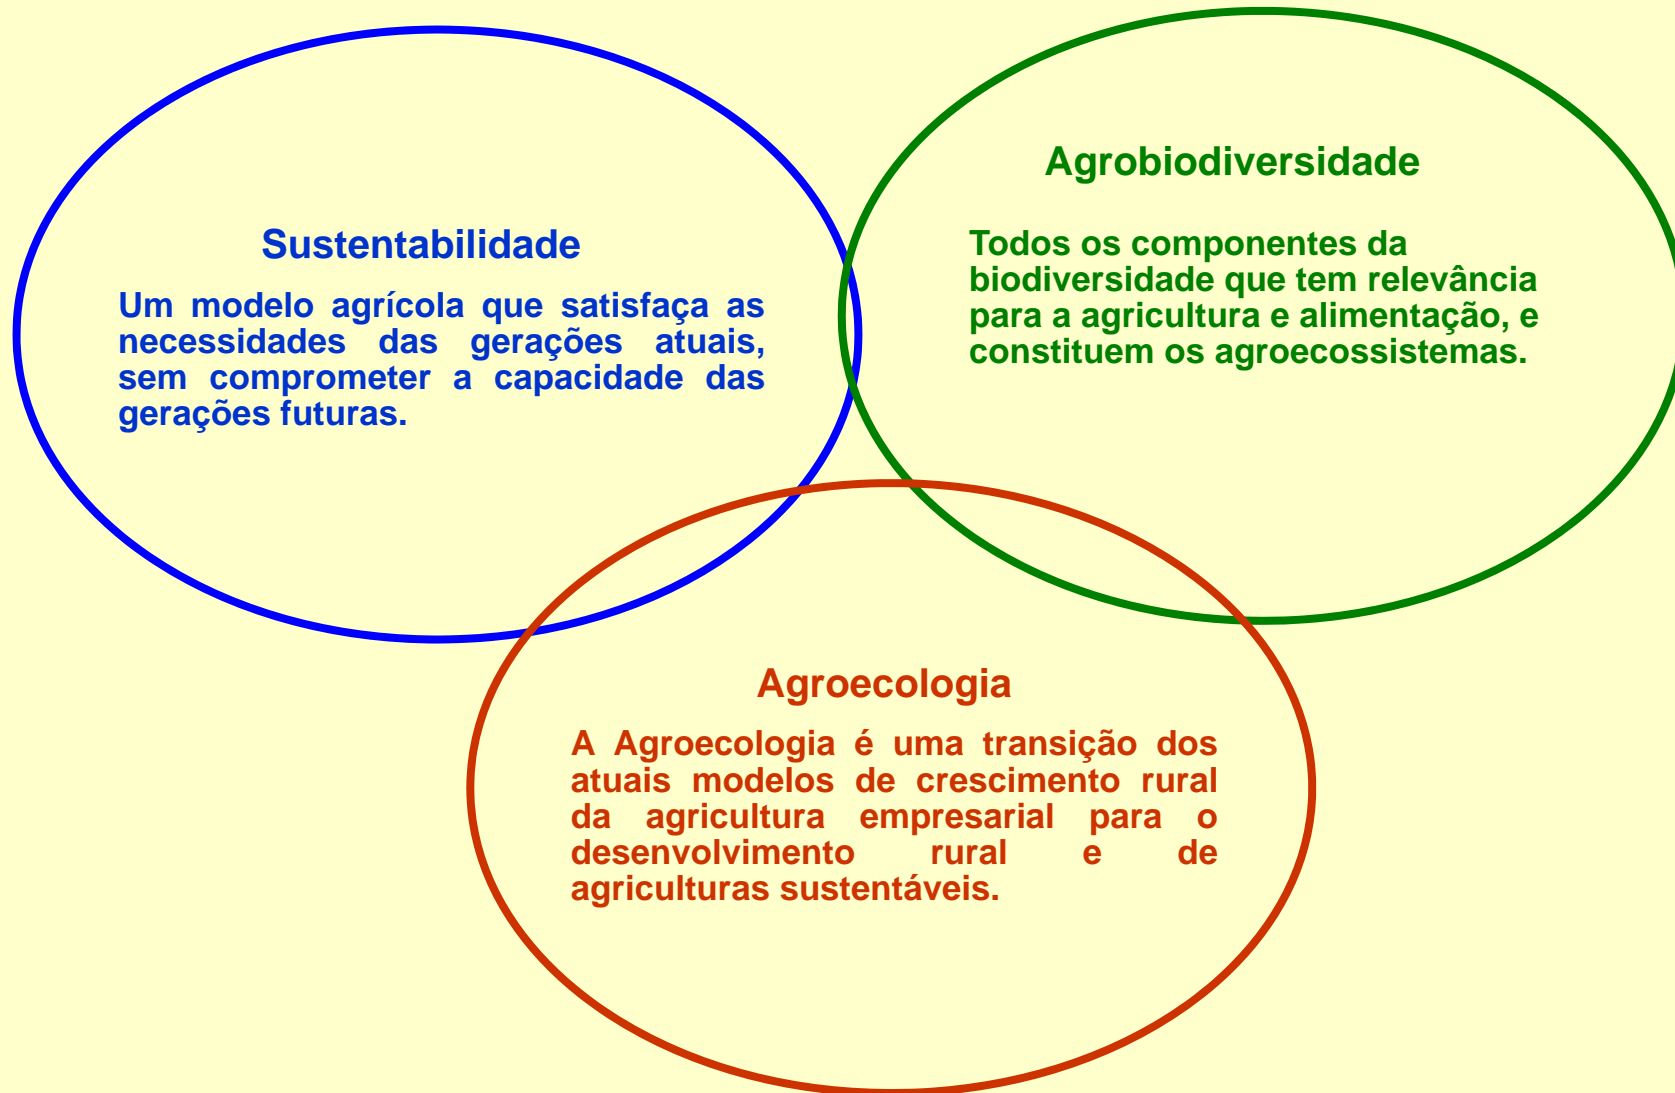 Sustentabilidade
Um modelo agrícola que satisfaça as
necessidades das gerações atuais,
sem comprometer a capacidade das
gerações futuras.
Agrobiodiversidade
Todos os componentes da
biodiversidade que tem relevância
para a agricultura e alimentação, e
constituem os agroecossistemas.
Agroecologia
A Agroecologia é uma transição dos
atuais modelos de crescimento rural
da agricultura empresarial para o
desenvolvimento rural e de
agriculturas sustentáveis.